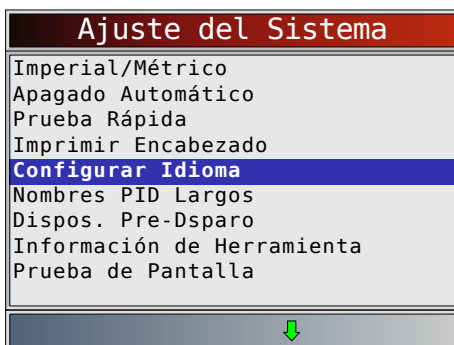 Ajuste del Sistema
Imperial/Métrico
Apagado Automático
Prueba Rápida
Imprimir Encabezado
Configurar Idioma
Nombres PID Largos
Dispos. Pre-Dsparo
Información de Herramienta
Prueba de Pantalla